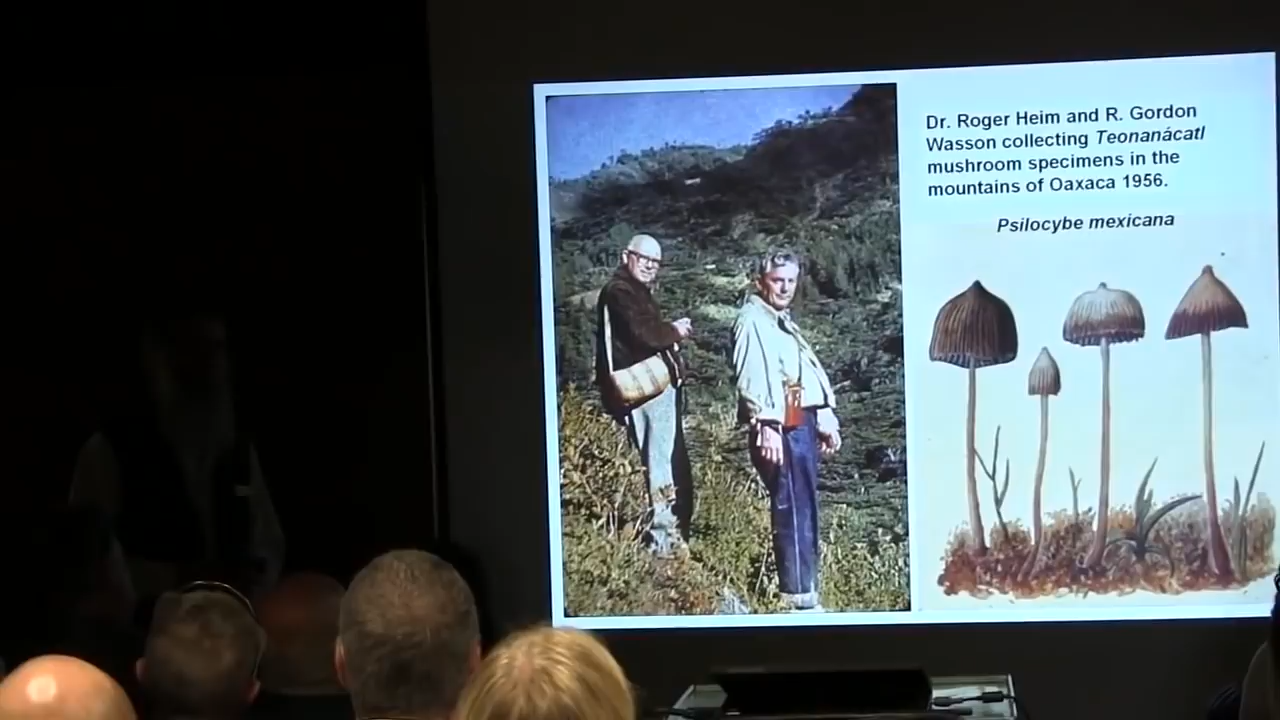 Dr. Roger Heim and R. Gordon
Wasson collecting Teonanácatl
mushroom specimens in the
mountains of Oaxaca 1956.
Psilocybe mexicana